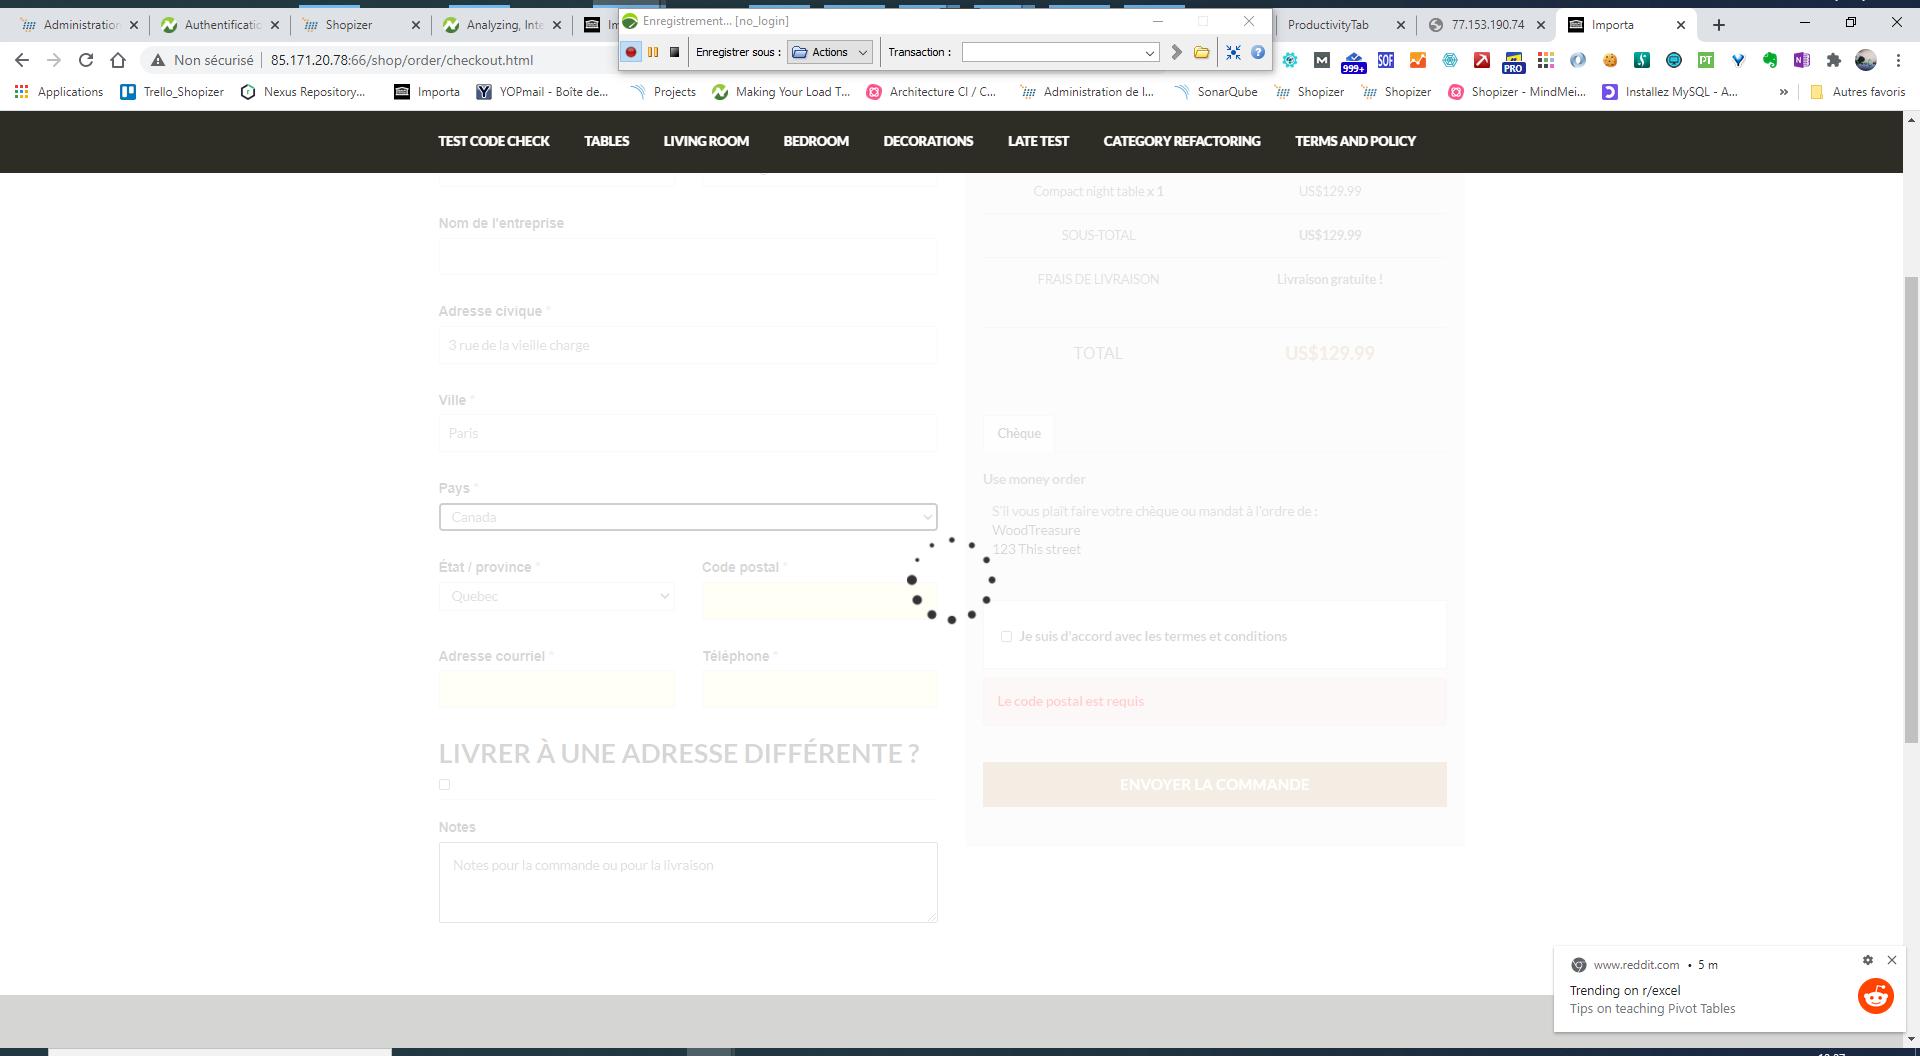 Administration
Authentificatio
Shopizer
Analyzing, Inte
Enregistrement... [no_login]
ProductivityTab
77.153.190.74
Importa
Non sécurisé
85.171.20.78:66/shop/order/checkout.html
Enregistrer sous :
Actions
Transaction :
999+
SOF
PRO
PT
Applications
Trello_Shopizer
Nexus Repository...
Importa
YOPmail - Boîte de...
Projects
Making Your Load T...
Architecture CI / C...
Administration de l...
SonarQube
Shopizer
Shopizer
Shopizer - MindMei...
Installez MySQL - A...
»
Autres favoris
TEST CODE CHECK
TABLES
LIVING ROOM
BEDROOM
DECORATIONS
LATE TEST
CATEGORY REFACTORING
TERMS AND POLICY
Compact night table x 1
US$129.99
Nom de l'entreprise
SOUS-TOTAL
US$129.99
FRAIS DE LIVRAISON
Livraison gratuite !
Adresse civique *
3 rue de la vieille charge
TOTAL
US$129.99
Ville *
Paris
Chèque
Pays *
Canada
Use money order
S'il vous plaît faire votre chèque ou mandat à l'ordre de :
WoodTreasure
123 This street
État / province *
Code postal *
Quebec
Je suis d'accord avec les termes et conditions
Adresse courriel *
Téléphone *
Le code postal est requis
LIVRER À UNE ADRESSE DIFFÉRENTE ?
ENVOYER LA COMMANDE
Notes
Notes pour la commande ou pour la livraison
www.reddit.com • 5 m
Trending on r/excel
Tips on teaching Pivot Tables